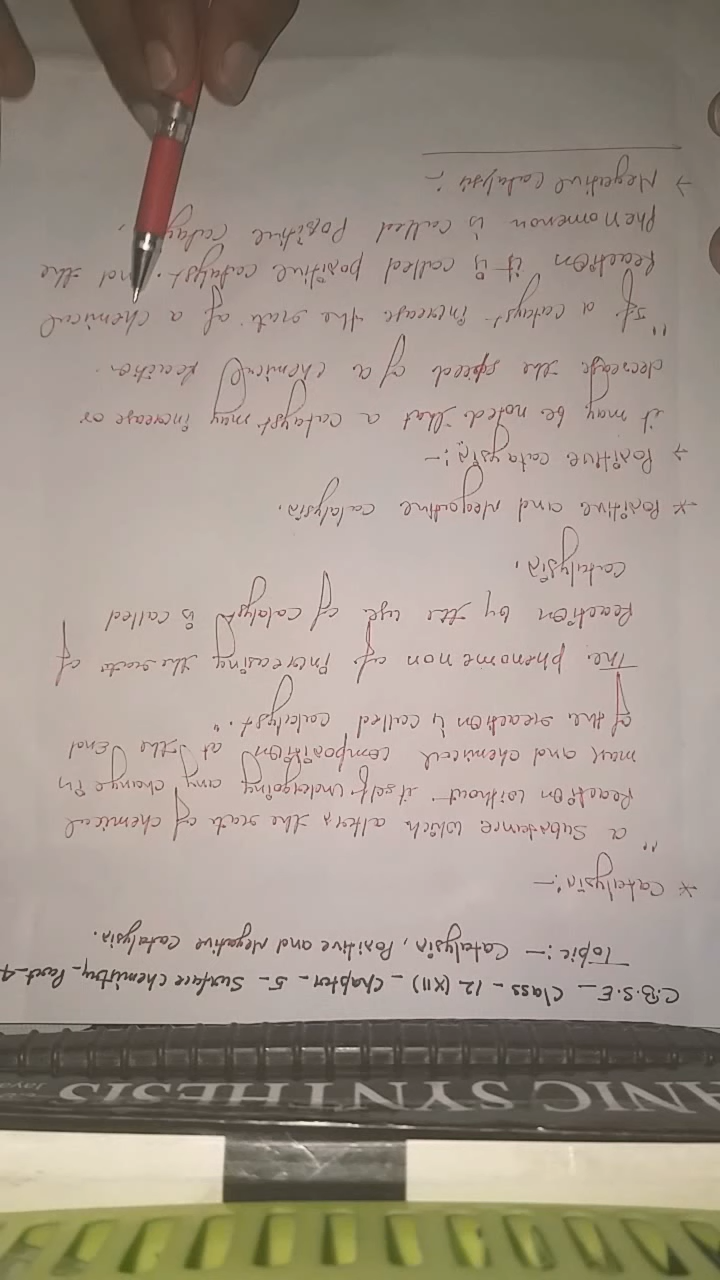 ANIC SYNTHESIS
C.B.S.E - Class - 12 (XII) - Chapter - 5 - Surface chemistry - Part-4
Topic :- Catalysis, Positive and Negative Catalysis.
* Catalysis :-
"a Substance which alters the rate of chemical
Reaction without itself Undergoing any change in
mass and chemical composition at the End
of the reaction is called catalyst".
The phenomenon of increasing the rate of
Reaction by the use of catalyst is called
Catalysis.
* Positive and Negative catalysis.
→ Positive catalysis :-
it may be noted that a catalyst may increase or
decrease the speed of a chemical reaction.
"If a catalyst increase the rate of a chemical
Reaction it is called positive catalyst. and the
Phenomenon is called Positive
→ Negative Catalysis :-